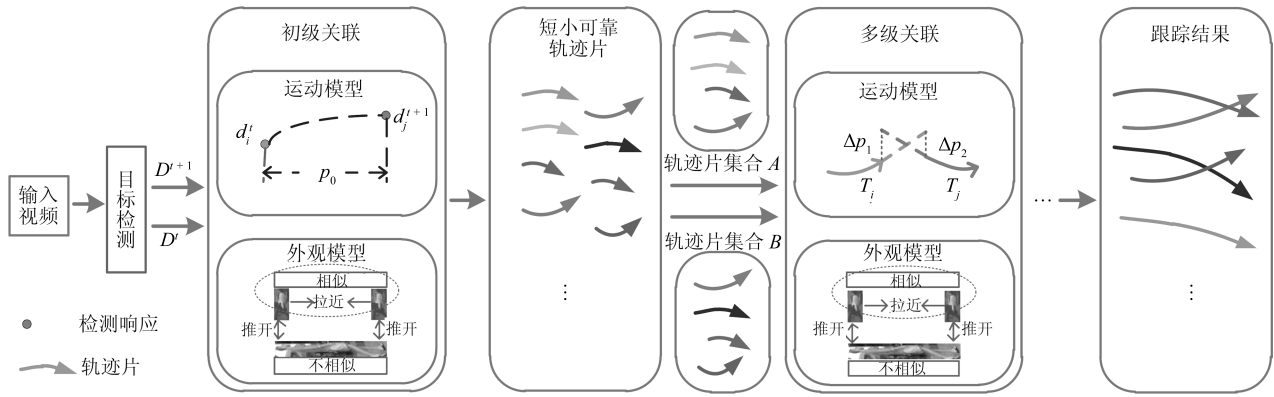 输入
视频
目标检测
D^{t+1}
D^t
检测响应
轨迹片
初级关联
运动模型
d_i^t
d_j^{t+1}
p_0
外观模型
相似
拉近
推开
推开
不相似
短小可靠
轨迹片
⋮
轨迹片集合 A
轨迹片集合 B
多级关联
运动模型
Δp_1
Δp_2
T_i
T_j
外观模型
相似
拉近
推开
推开
不相似
…
跟踪结果
⋮